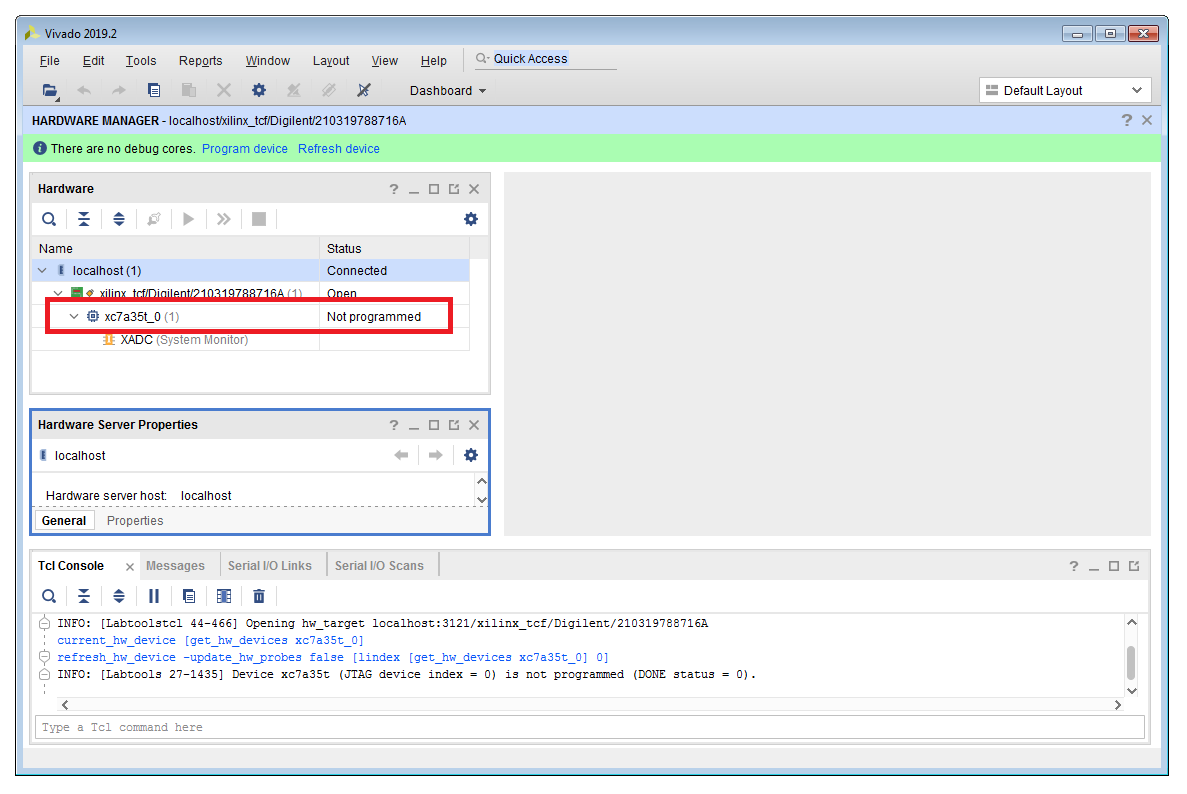 Vivado 2019.2
File Edit Tools Reports Window Layout View Help Quick Access
Dashboard Default Layout
HARDWARE MANAGER - localhost/xilinx_tcf/Digilent/210319788716A ?
There are no debug cores. Program device Refresh device
Hardware ?
Name Status
localhost (1) Connected
xilinx_tcf/Digilent/210319788716A (1) Open
xc7a35t_0 (1) Not programmed
XADC (System Monitor)
Hardware Server Properties ?
localhost
Hardware server host: localhost
General Properties
Tcl Console Messages Serial I/O Links Serial I/O Scans ?
INFO: [Labtoolstcl 44-466] Opening hw_target localhost:3121/xilinx_tcf/Digilent/210319788716A
current_hw_device [get_hw_devices xc7a35t_0]
refresh_hw_device -update_hw_probes false [lindex [get_hw_devices xc7a35t_0] 0]
INFO: [Labtools 27-1435] Device xc7a35t (JTAG device index = 0) is not programmed (DONE status = 0).
Type a Tcl command here